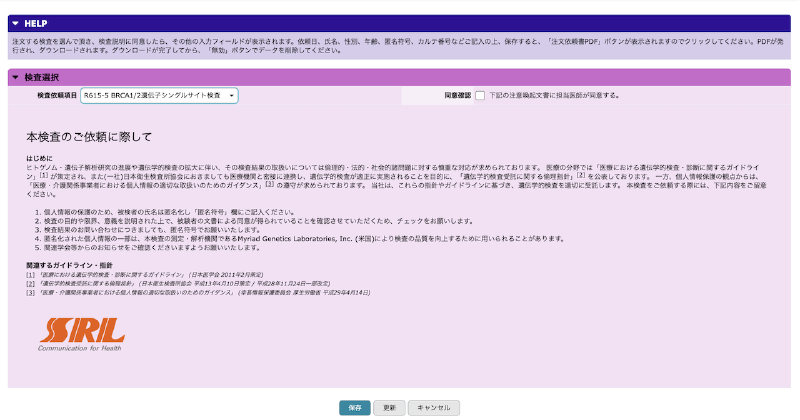 HELP
注文する検査を選んで頂き、検査説明に同意したら、その他の入力フィールドが表示されます。依頼日、氏名、性別、年齢、匿名符号、カルテ番号などご記入の上、保存すると、「注文依頼書PDF」ボタンが表示されますのでクリックしてください。PDFが発
行され、ダウンロードされます。ダウンロードが完了してから、「無効」ボタンでデータを削除してください。
検査選択
検査依頼項目 R615-5 BRCA1/2遺伝子シングルサイト検査 同意確認 下記の注意喚起文書に担当医師が同意する。
本検査のご依頼に際して
はじめに
ヒトゲノム・遺伝子解析研究の進展や遺伝学的検査の拡大に伴い、その検査結果の取扱いについては倫理的・法的・社会的諸問題に対する慎重な対応が求められております。 医療の分野では「医療における遺伝学的検査・診断に関するガイドライ
ン」[1] が策定され、また(一社)日本衛生検査所協会におきましても医療機関と密接に連携し、遺伝学的検査が適正に実施されることを目的に、「遺伝学的検査受託に関する倫理指針」[2] を公表しております。 一方、個人情報保護の観点からは、
「医療・介護関係事業者における個人情報の適切な取扱いのためのガイダンス」[3] の遵守が求められております。 当社は、これらの指針やガイドラインに基づき、遺伝学的検査を適切に受託します。 本検査をご依頼する際には、下記内容をご留意
ください。
1. 個人情報の保護のため、被検者の氏名は匿名化し「匿名符号」欄にご記入ください。
2. 検査の目的や限界、意義を説明された上で、被験者の文書による同意が得られていることを確認させていただくため、チェックをお願いします。
3. 検査結果のお問い合わせにつきましても、匿名符号でお願いいたします。
4. 匿名化された個人情報の一部は、本検査の測定・解析機関であるMyriad Genetics Laboratories, Inc. (米国)により検査の品質を向上するために用いられることがあります。
5. 関連学会等からのお知らせをご確認くださいますようお願いいたします。
関連するガイドライン・指針
[1] 「医療における遺伝学的検査・診断に関するガイドライン」 (日本医学会 2011年2月策定)
[2] 「遺伝学的検査受託に関する倫理指針」 (日本衛生検査所協会 平成13年4月10日策定 / 平成28年11月24日一部改定)
[3] 「医療・介護関係事業者における個人情報の適切な取扱いのためのガイダンス」 (個人情報保護委員会 厚生労働省 平成29年4月14日)
SRL
Communication for Health
保存 更新 キャンセル